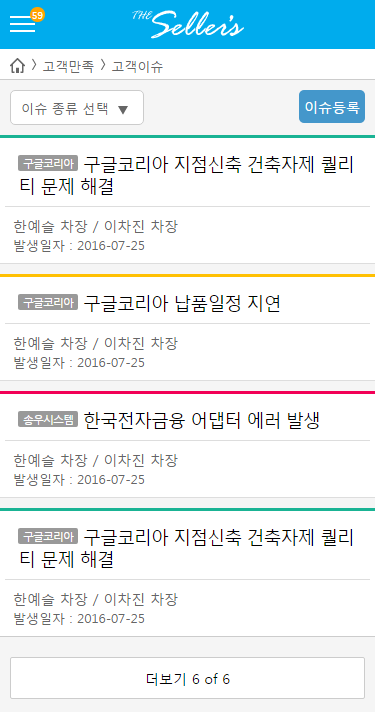 59
THE Seller's
> 고객만족 > 고객이슈
이슈 종류 선택 ▼
이슈등록
구글코리아 구글코리아 지점신축 건축자제 퀄리
티 문제 해결
한예슬 차장 / 이차진 차장
발생일자 : 2016-07-25
구글코리아 구글코리아 납품일정 지연
한예슬 차장 / 이차진 차장
발생일자 : 2016-07-25
송우시스템 한국전자금융 어댑터 에러 발생
한예슬 차장 / 이차진 차장
발생일자 : 2016-07-25
구글코리아 구글코리아 지점신축 건축자제 퀄리
티 문제 해결
한예슬 차장 / 이차진 차장
발생일자 : 2016-07-25
더보기 6 of 6